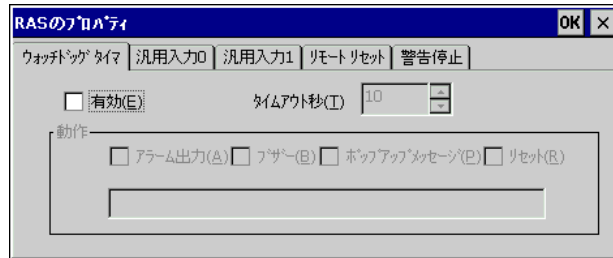 RASのﾌﾟﾛﾊﾟﾃｨ OK ×
ｳｫｯﾁﾄﾞｯｸﾞ ﾀｲﾏ 汎用入力0 汎用入力1 ﾘﾓｰﾄ ﾘｾｯﾄ 警告停止
有効(E) ﾀｲﾑｱｳﾄ秒(T) 10
動作
ｱﾗｰﾑ出力(A) ﾌﾞｻﾞｰ(B) ﾎﾟｯﾌﾟｱｯﾌﾟﾒｯｾｰｼﾞ(P) ﾘｾｯﾄ(R)